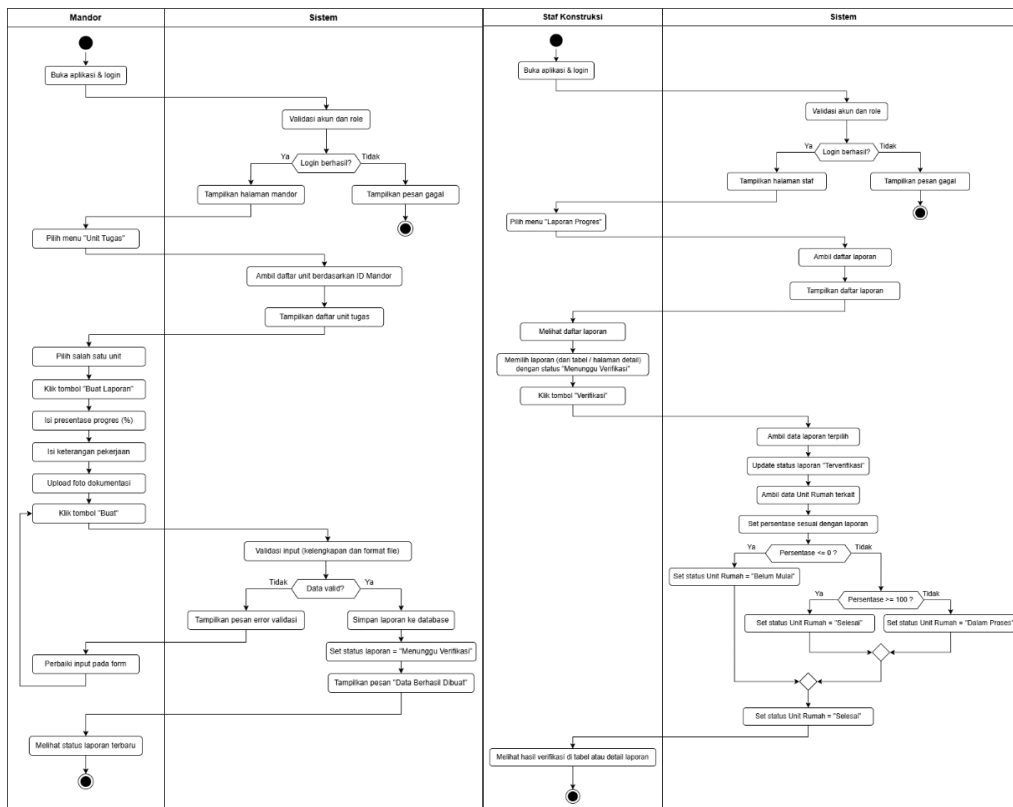 Mandor
Sistem
Buka aplikasi & login
Validasi akun dan role
Ya
Login berhasil?
Tidak
Tampilkan halaman mandor
Tampilkan pesan gagal
Pilih menu "Unit Tugas"
Ambil daftar unit berdasarkan ID Mandor
Tampilkan daftar unit tugas
Pilih salah satu unit
Klik tombol "Buat Laporan"
Isi presentase progres (%)
Isi keterangan pekerjaan
Upload foto dokumentasi
Klik tombol "Buat"
Validasi input (kelengkapan dan format file)
Tidak
Data valid?
Ya
Tampilkan pesan error validasi
Simpan laporan ke database
Perbaiki input pada form
Set status laporan = "Menunggu Verifikasi"
Tampilkan pesan "Data Berhasil Dibuat"
Melihat status laporan terbaru
Staf Konstruksi
Sistem
Buka aplikasi & login
Validasi akun dan role
Ya
Login berhasil?
Tidak
Tampilkan halaman staf
Tampilkan pesan gagal
Pilih menu "Laporan Progres"
Ambil daftar laporan
Tampilkan daftar laporan
Melihat daftar laporan
Memilih laporan (dari tabel / halaman detail)
dengan status "Menunggu Verifikasi"
Klik tombol "Verifikasi"
Ambil data laporan terpilih
Update status laporan "Terverifikasi"
Ambil data Unit Rumah terkait
Set persentase sesuai dengan laporan
Ya
Persentase <= 0 ?
Tidak
Set status Unit Rumah = "Belum Mulai"
Ya
Persentase >= 100 ?
Tidak
Set status Unit Rumah = "Selesai"
Set status Unit Rumah = "Dalam Proses"
Set status Unit Rumah = "Selesai"
Melihat hasil verifikasi di tabel atau detail laporan